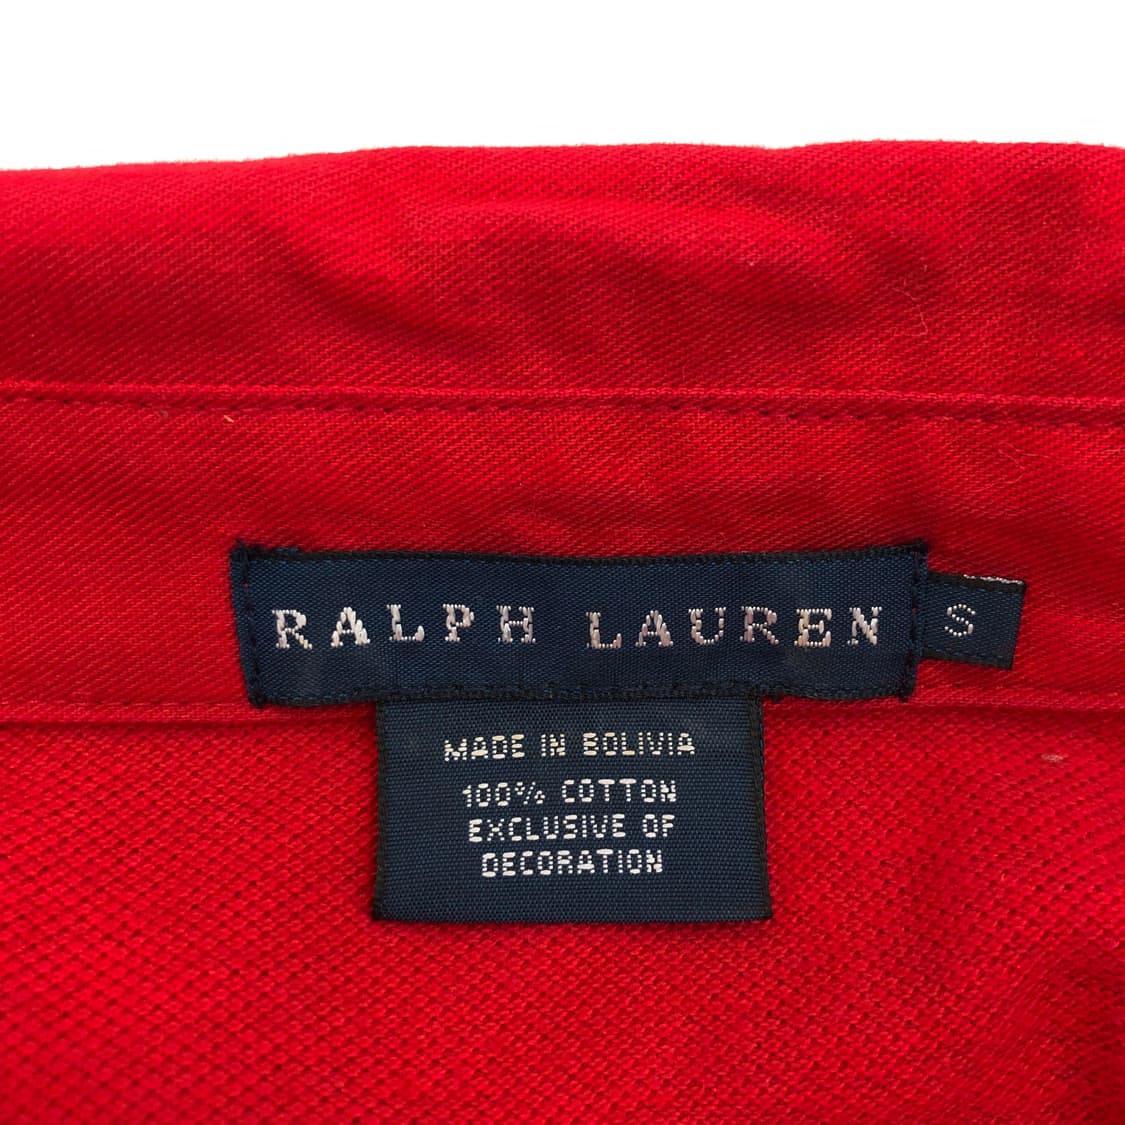 RALPH LAUREN
S
MADE IN BOLIVIA
100% COTTON
EXCLUSIVE OF
DECORATION